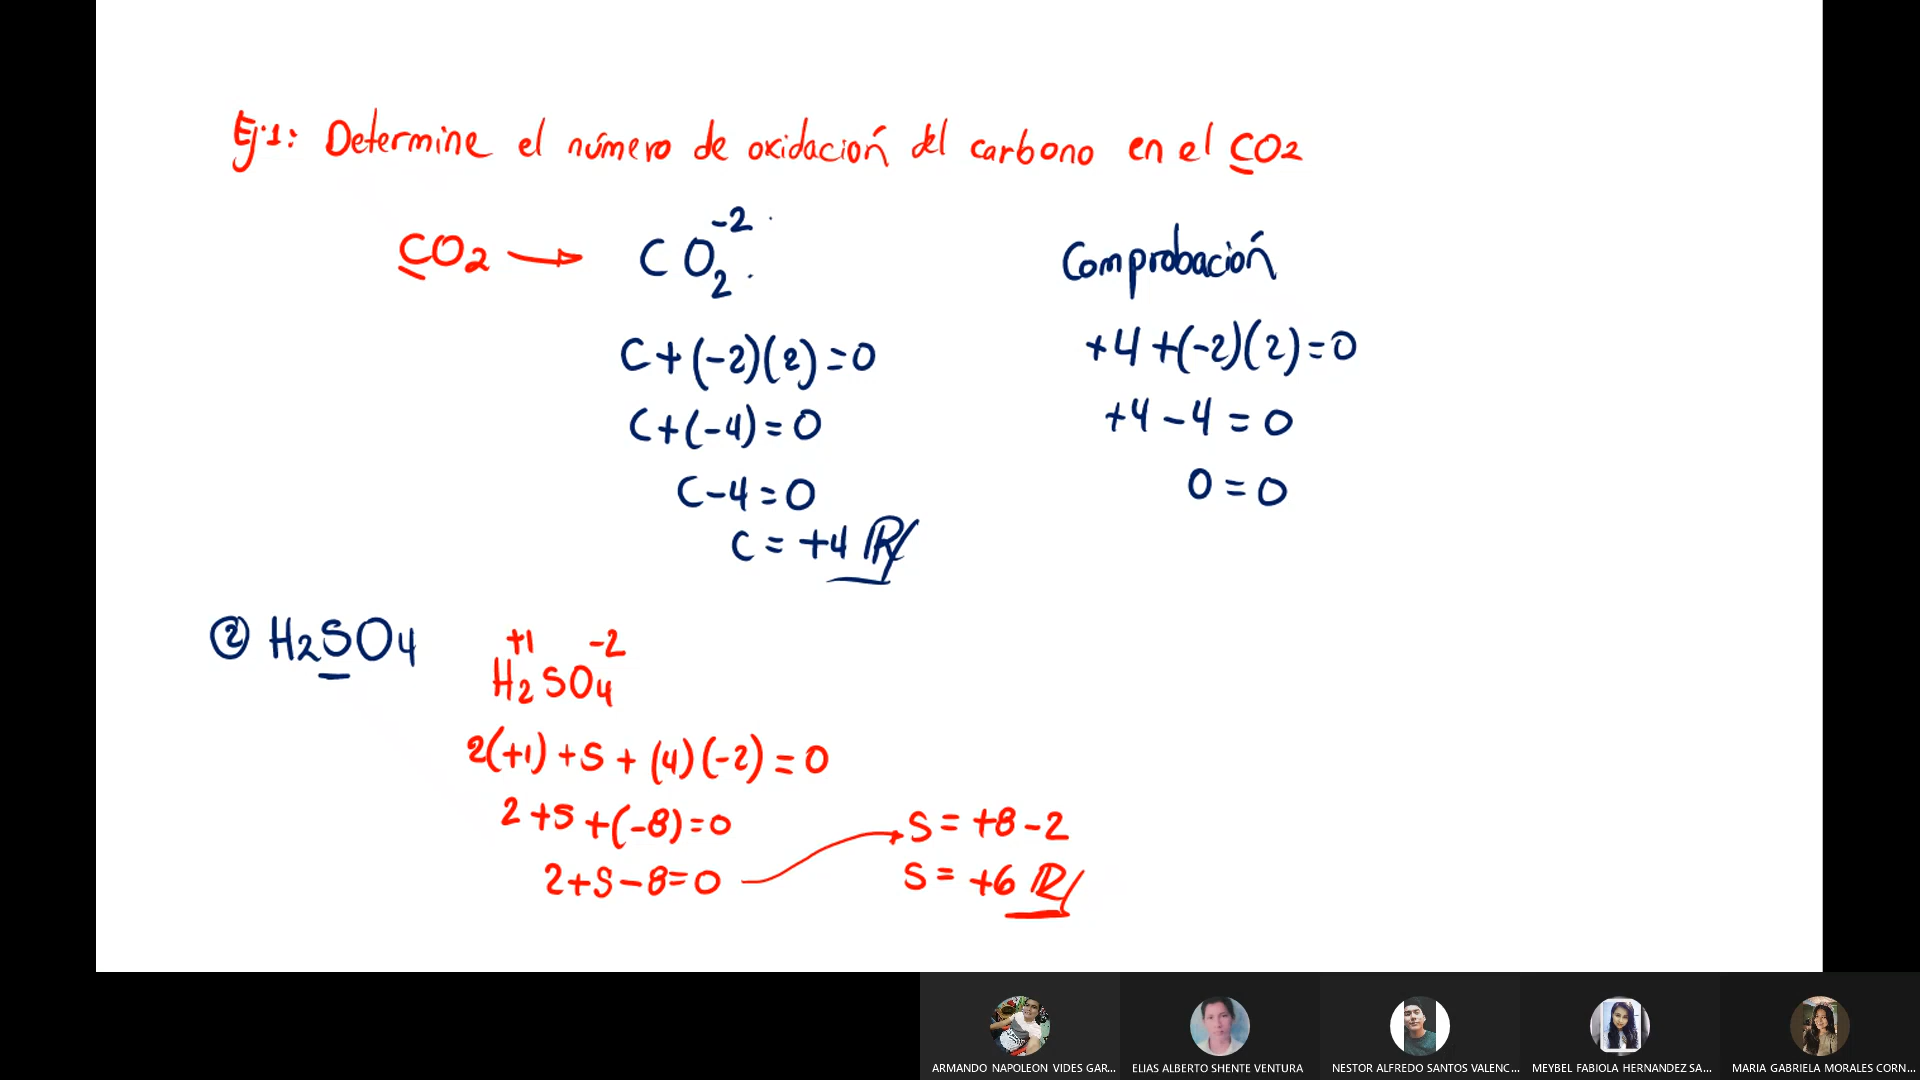 Ej.1: Determine el número de oxidación del carbono en el CO2
CO2 → CO2 -2
Comprobación
C+(-2)(2)=0
C+(-4)=0
C-4=0
C = +4 R/
+4+(-2)(2)=0
+4-4=0
0=0
② H2SO4
+1 -2
H2SO4
2(+1)+S+(4)(-2)=0
2+S+(-8)=0
2+S-8=0
S = +8-2
S = +6 R/
ARMANDO NAPOLEON VIDES GAR...
ELIAS ALBERTO SHENTE VENTURA
NESTOR ALFREDO SANTOS VALENC...
MEYBEL FABIOLA HERNANDEZ SA...
MARIA GABRIELA MORALES CORN...